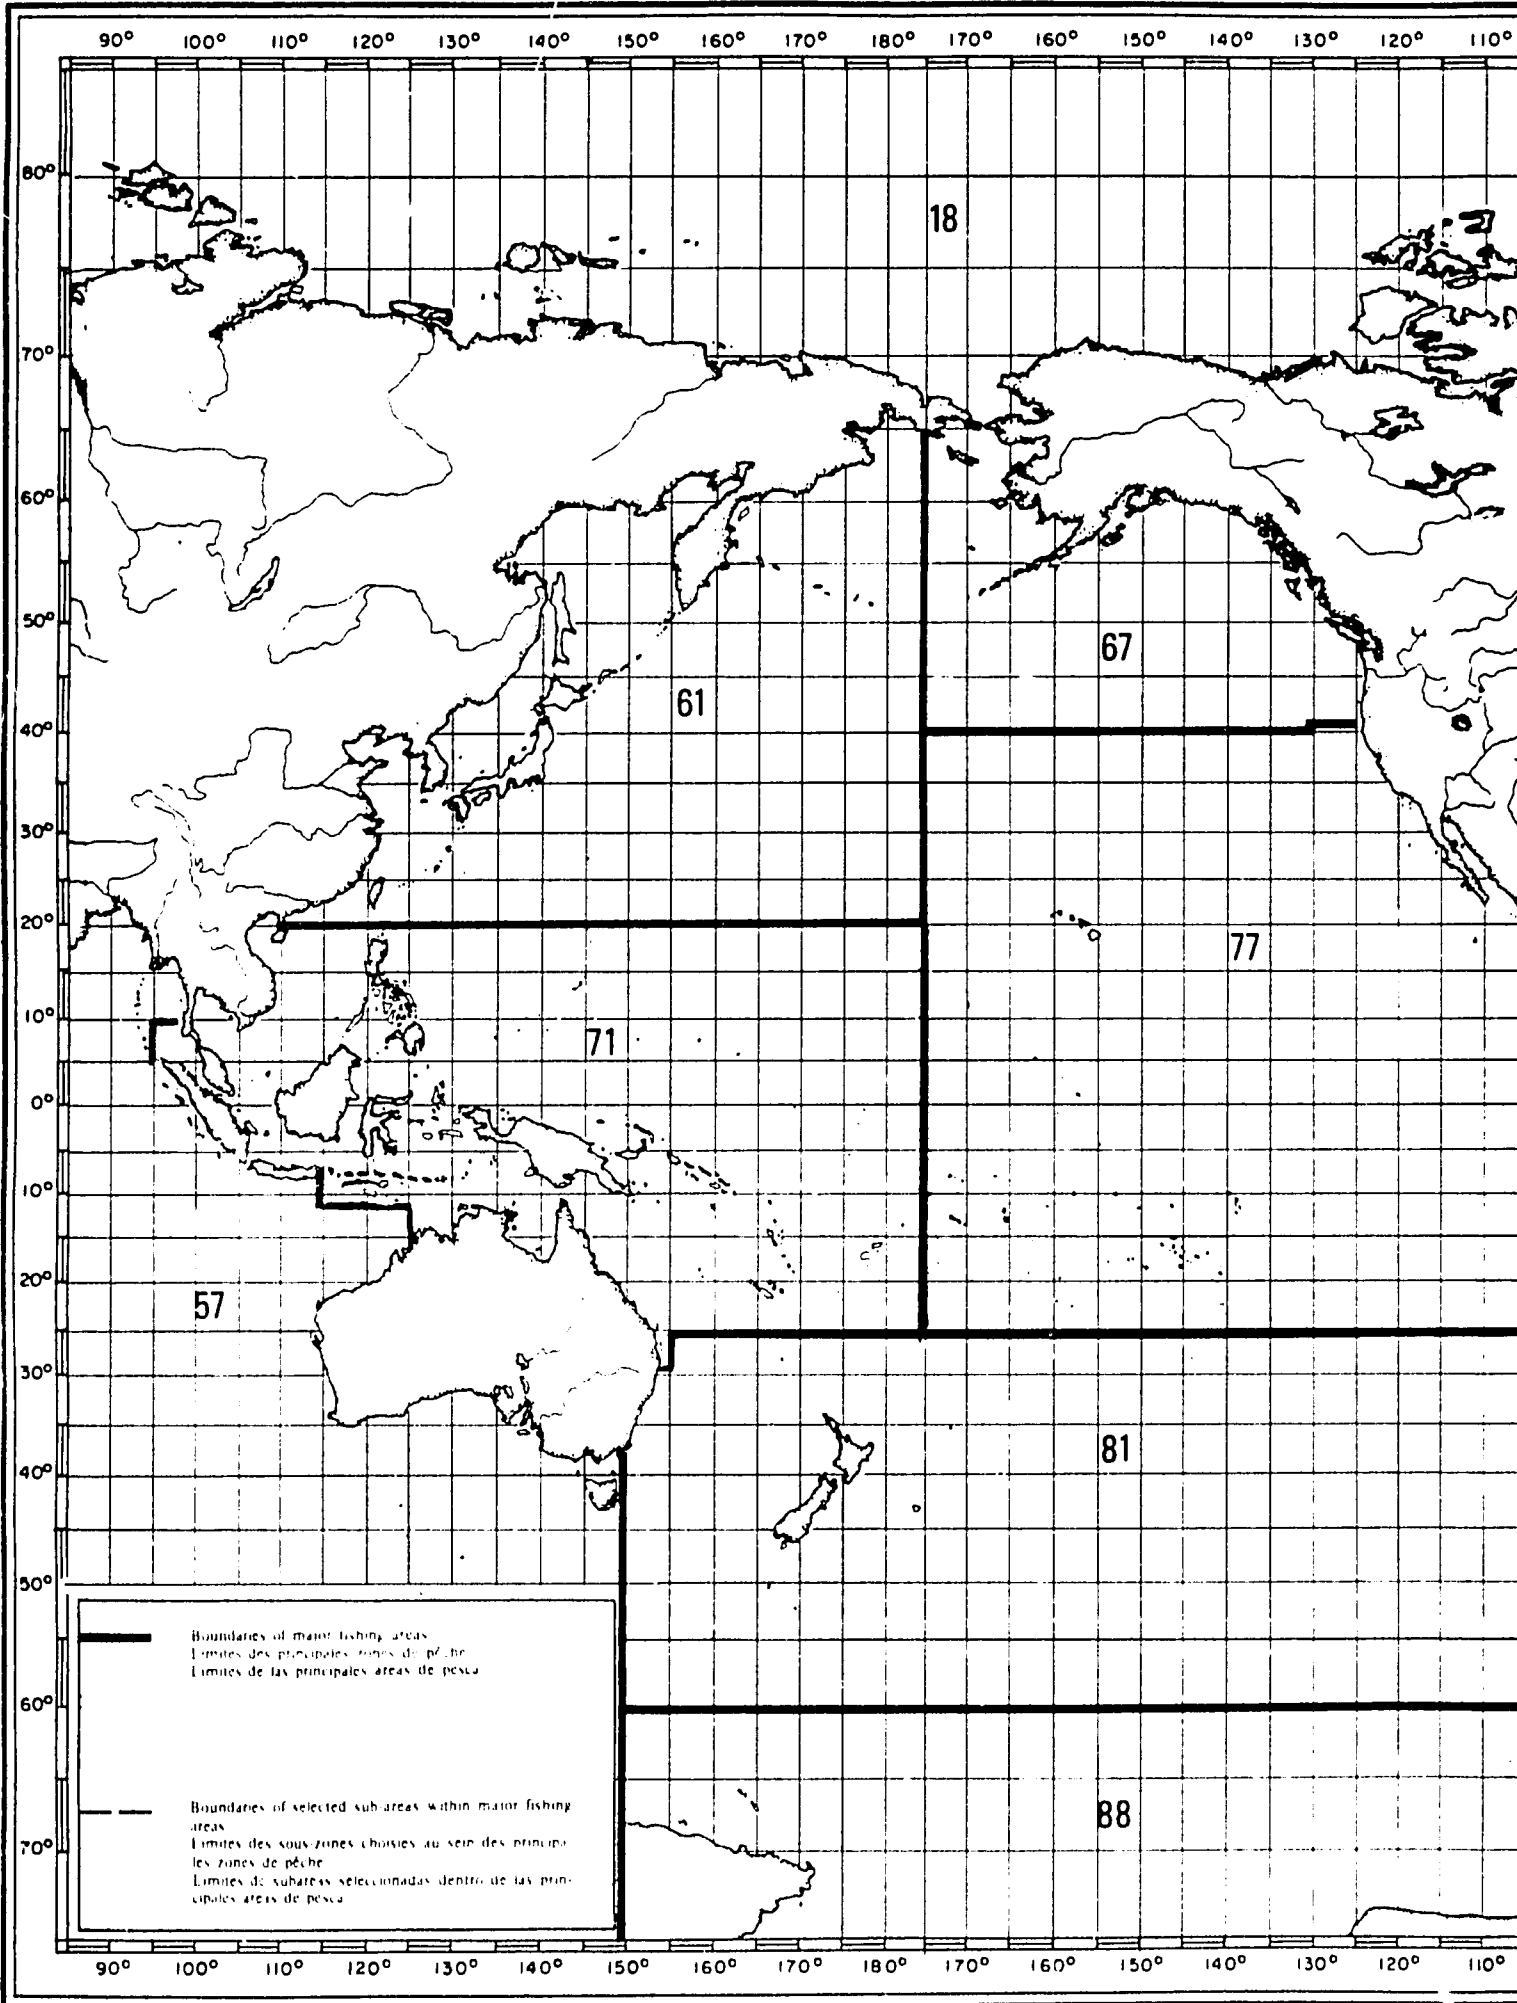 90° 100° 110° 120° 130° 140° 150° 160° 170° 180° 170° 160° 150° 140° 130° 120° 110°
80°
18
70°
60°
50°
67
61
40°
30°
20°
77
10°
71
0°
10°
20°
57
30°
81
40°
50°
Boundaries of major fishing areas
Limites des principales zones de pêche
Limites de las principales áreas de pesca
60°
Boundaries of selected sub-areas within major fishing
areas
Limites des sous-zones choisies au sein des principa
les zones de pêche
88
70°
Limites de subáreas seleccionadas dentro de las prin-
cipales áreas de pesca
90° 100° 110° 120° 130° 140° 150° 160° 170° 180° 170° 160° 150° 140° 130° 120° 110°